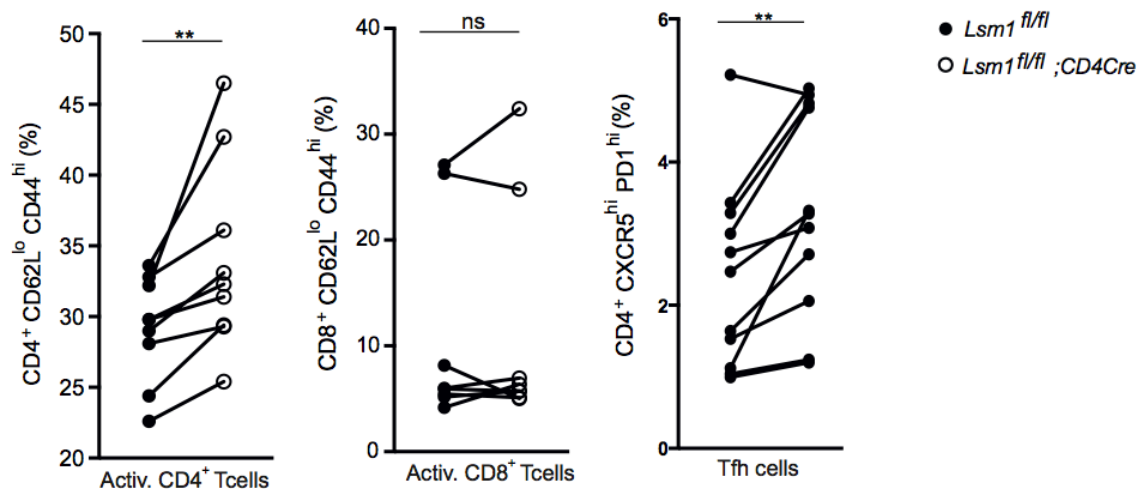 CD4+ CD62Llo CD44hi (%)
50
45
40
35
30
25
20
**
Activ. CD4+ Tcells
CD8+ CD62Llo CD44hi (%)
40
30
20
10
0
ns
Activ. CD8+ Tcells
CD4+ CXCR5hi PD1hi (%)
6
4
2
0
**
Tfh cells
Lsm1 fl/fl
Lsm1fl/fl ;CD4Cre